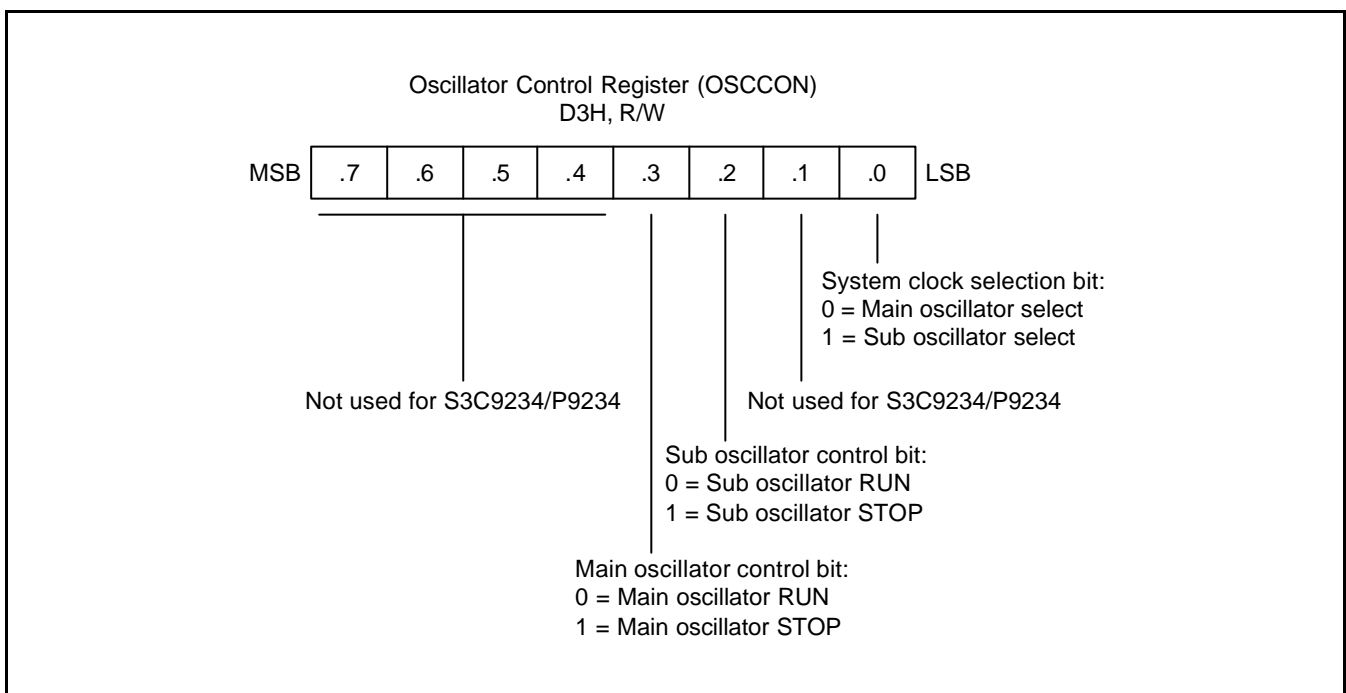 Oscillator Control Register (OSCCON)
D3H, R/W
MSB .7 .6 .5 .4 .3 .2 .1 .0 LSB
System clock selection bit:
0 = Main oscillator select
1 = Sub oscillator select
Not used for S3C9234/P9234
Not used for S3C9234/P9234
Sub oscillator control bit:
0 = Sub oscillator RUN
1 = Sub oscillator STOP
Main oscillator control bit:
0 = Main oscillator RUN
1 = Main oscillator STOP